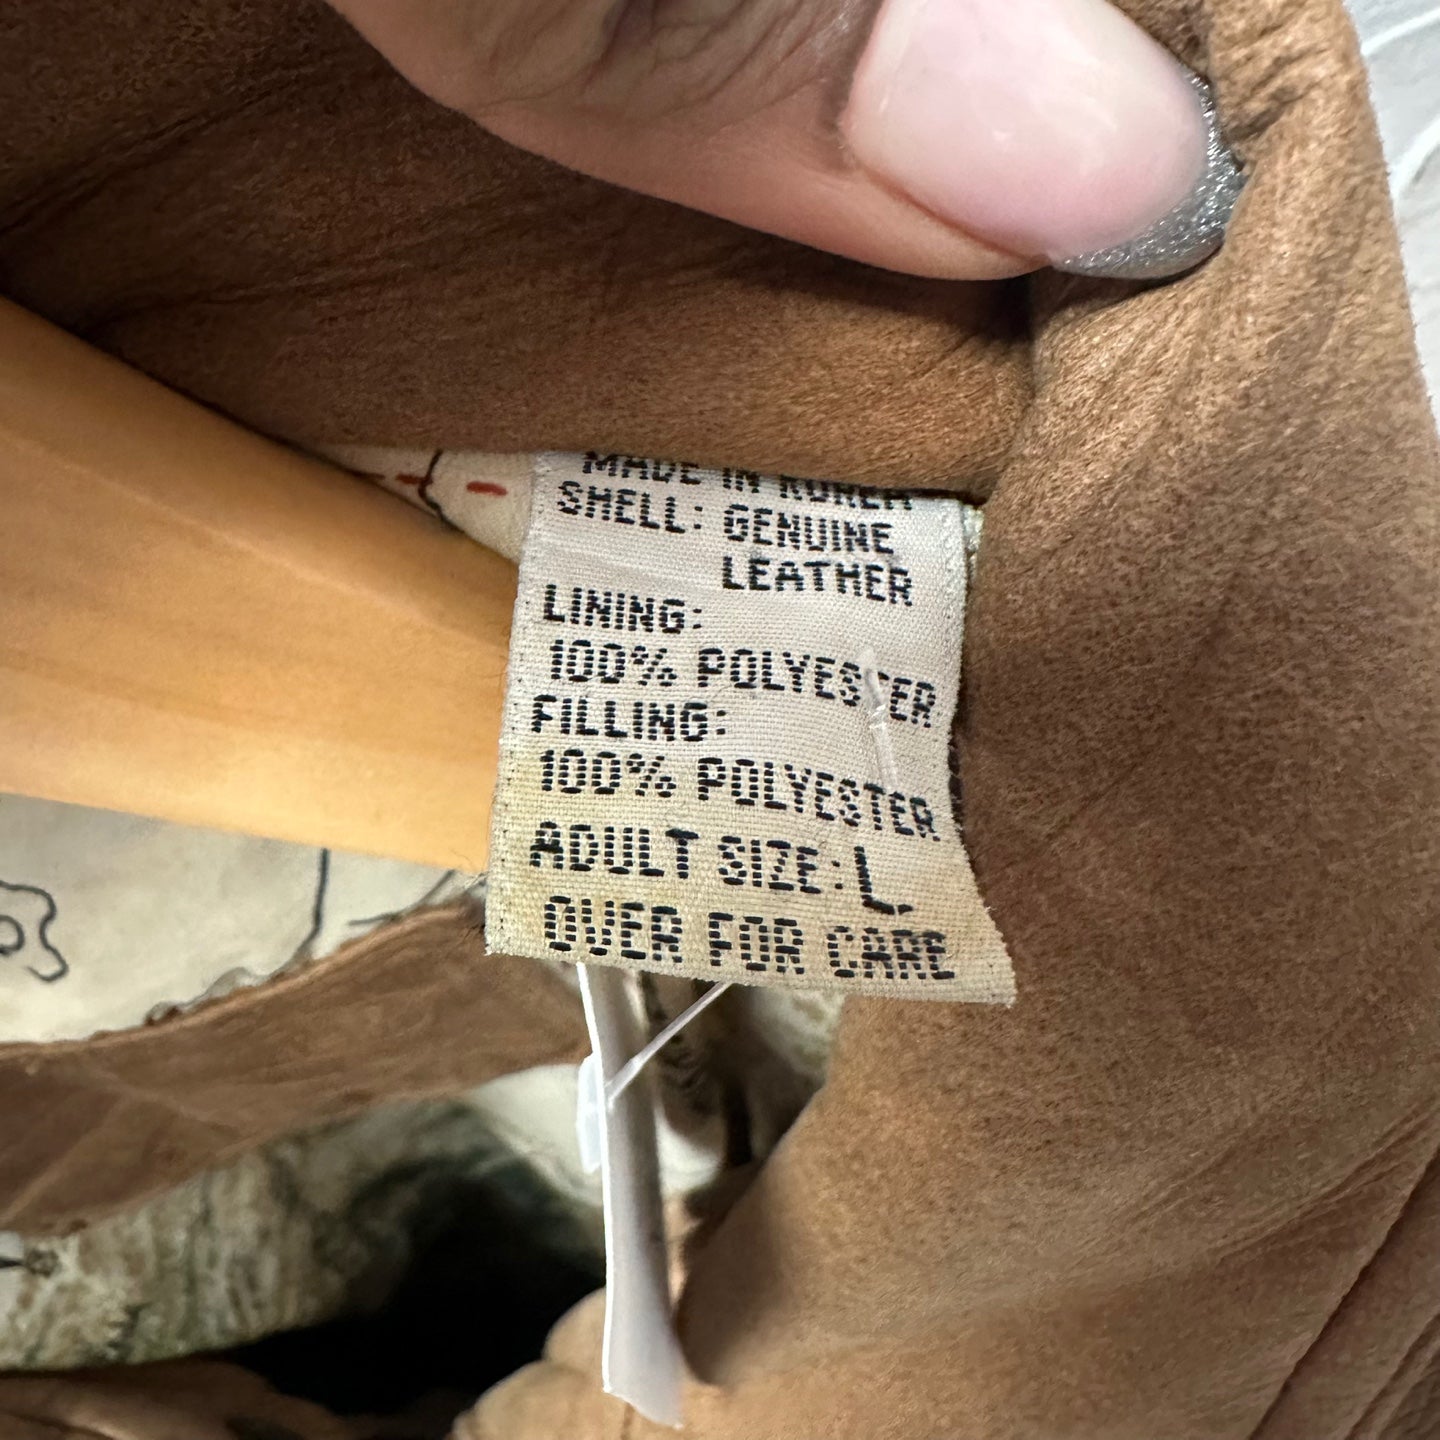 MADE IN KOREA
SHELL: GENUINE
LEATHER
LINING:
100% POLYESTER
FILLING:
100% POLYESTER
ADULT SIZE: L
OVER FOR CARE